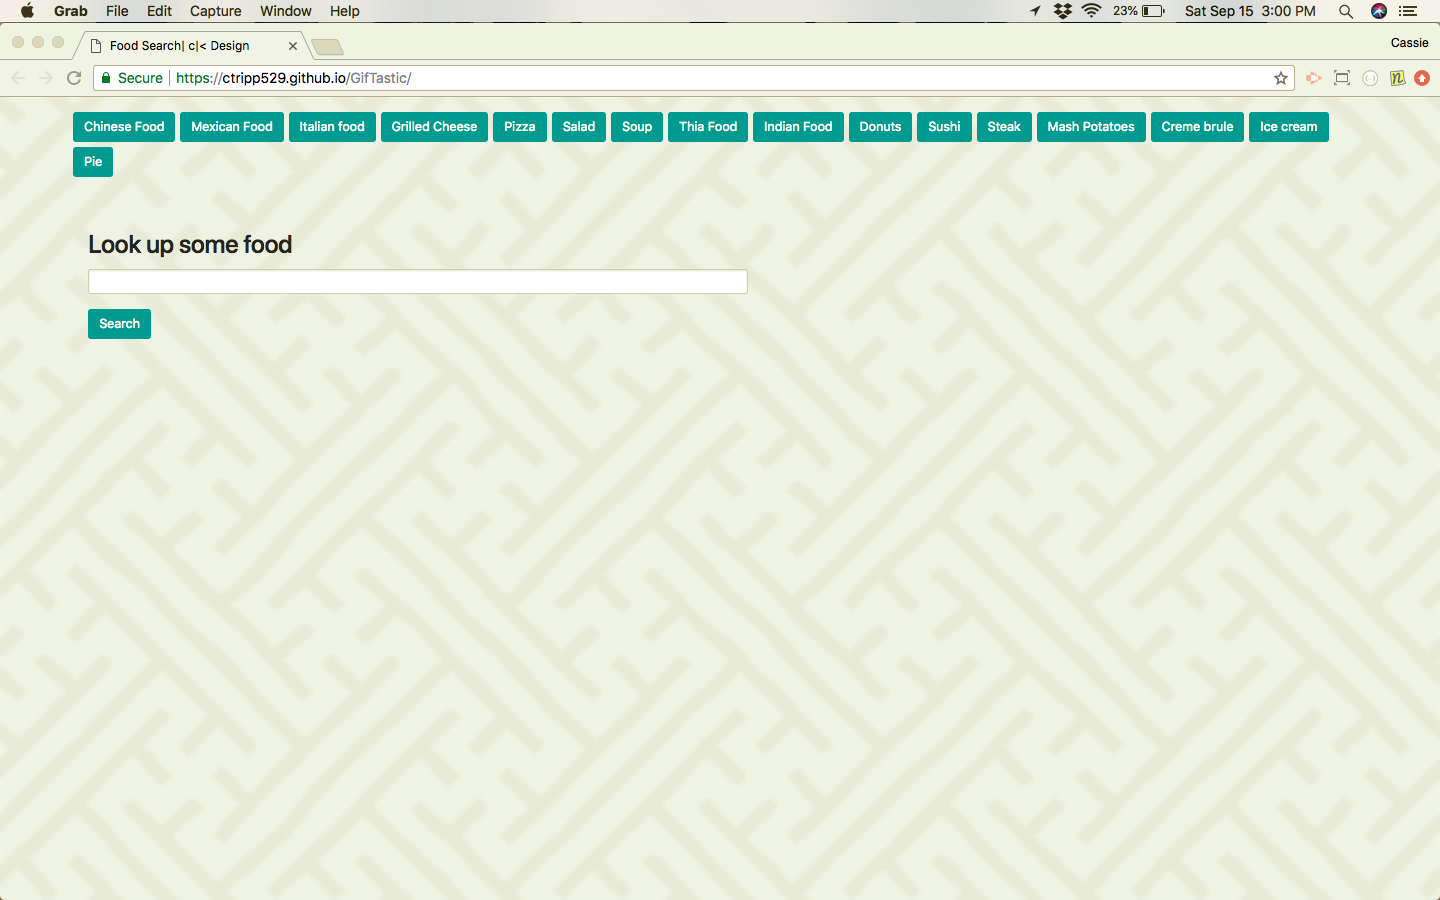 Grab File Edit Capture Window Help 23% Sat Sep 15 3:00 PM
Food Search| c|< Design Cassie
Secure https://ctripp529.github.io/GifTastic/
Chinese Food Mexican Food Italian food Grilled Cheese Pizza Salad Soup Thia Food Indian Food Donuts Sushi Steak Mash Potatoes Creme brule Ice cream
Pie
Look up some food
Search